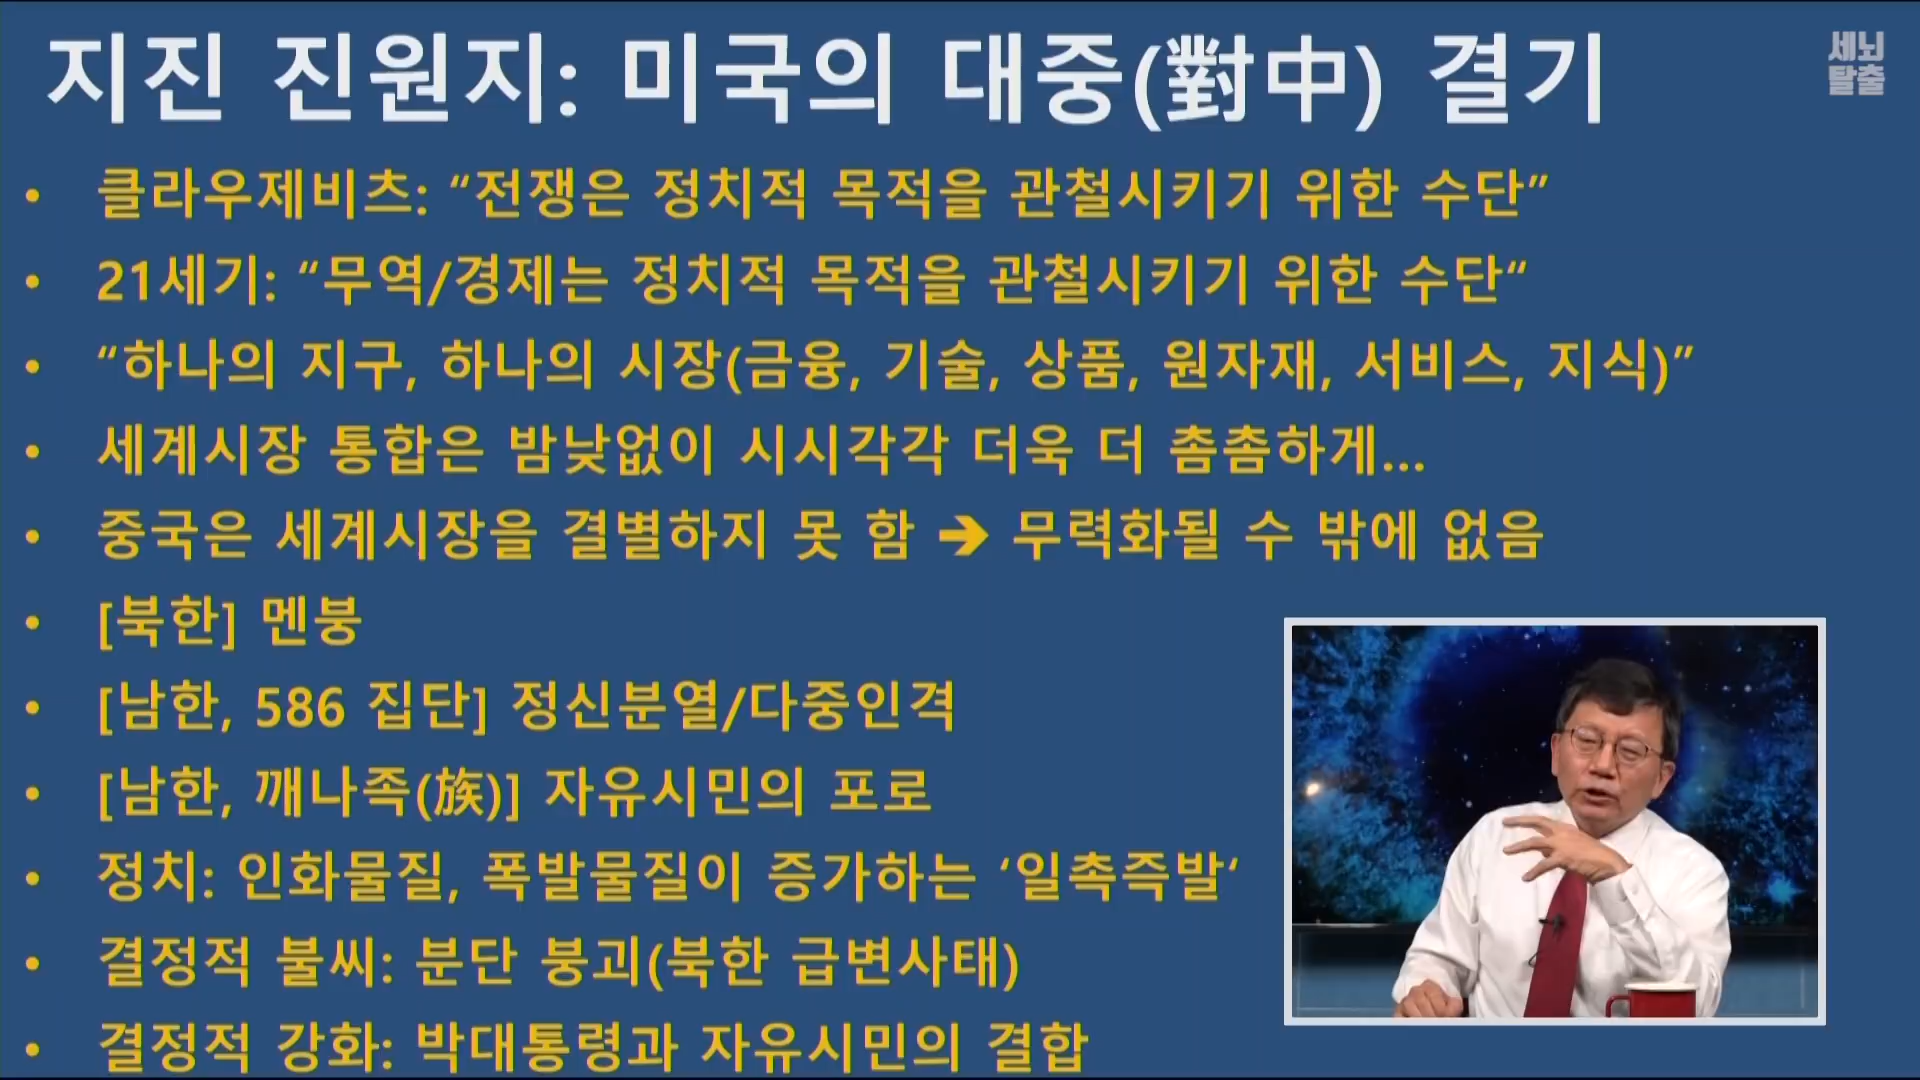 지진 진원지: 미국의 대중(對中) 결기
세뇌
탈출
• 클라우제비츠: “전쟁은 정치적 목적을 관철시키기 위한 수단”
• 21세기: “무역/경제는 정치적 목적을 관철시키기 위한 수단“
• “하나의 지구, 하나의 시장(금융, 기술, 상품, 원자재, 서비스, 지식)”
• 세계시장 통합은 밤낮없이 시시각각 더욱 더 촘촘하게...
• 중국은 세계시장을 결별하지 못 함 ➔ 무력화될 수 밖에 없음
• [북한] 멘붕
• [남한, 586 집단] 정신분열/다중인격
• [남한, 깨나족(族)] 자유시민의 포로
• 정치: 인화물질, 폭발물질이 증가하는 ‘일촉즉발‘
• 결정적 불씨: 분단 붕괴(북한 급변사태)
• 결정적 강화: 박대통령과 자유시민의 결합